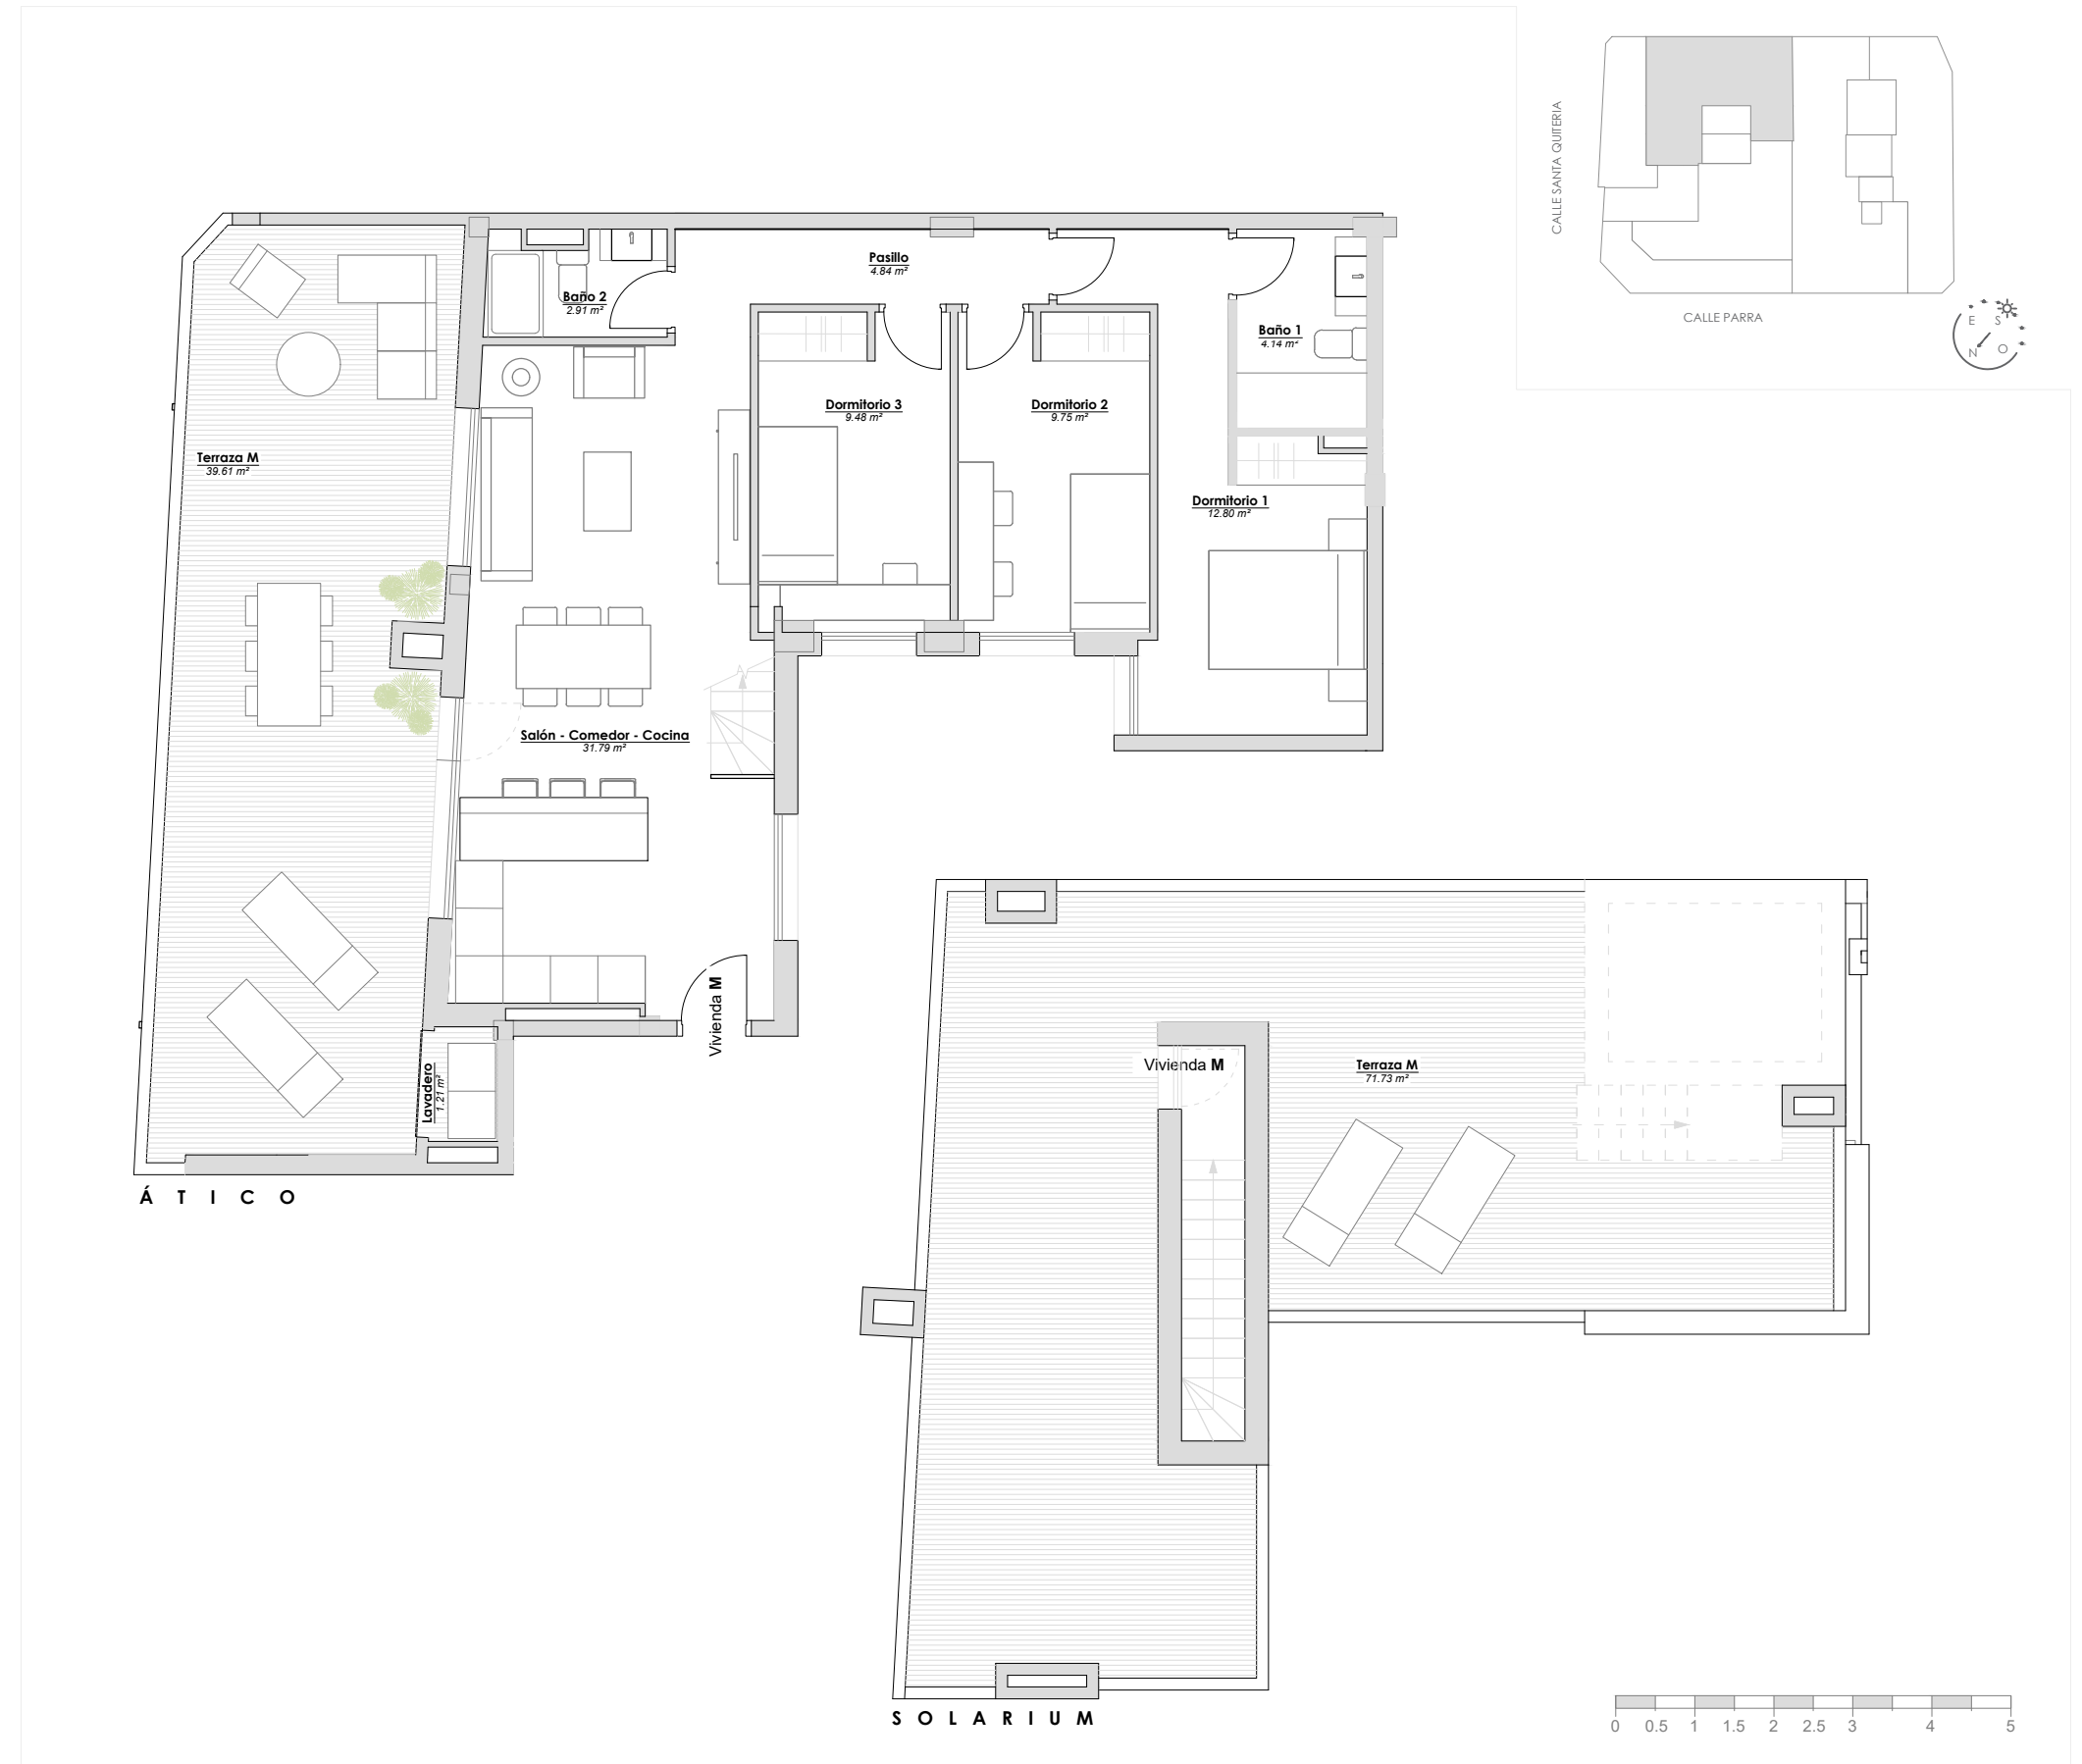 CALLE SANTA QUITERIA
CALLE PARRA
E
S
N
O
Pasillo
4.84 m²
Baño 2
2.91 m²
Baño 1
4.14 m²
Dormitorio 3
9.48 m²
Dormitorio 2
9.75 m²
Terraza M
39.61 m²
Dormitorio 1
12.80 m²
Salón - Comedor - Cocina
31.79 m²
Vivienda M
Lavadero
1.21 m²
ÁTICO
Vivienda M
Terraza M
71.73 m²
SOLARIUM
0 0.5 1 1.5 2 2.5 3 4 5